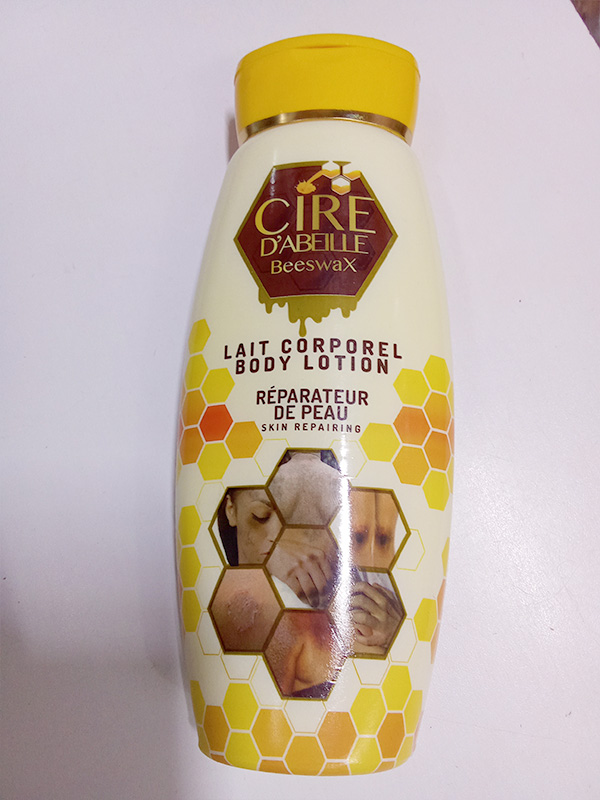 CIRE
D'ABEILLE
BeeswaX
LAIT CORPOREL
BODY LOTION
RÉPARATEUR
DE PEAU
SKIN REPAIRING